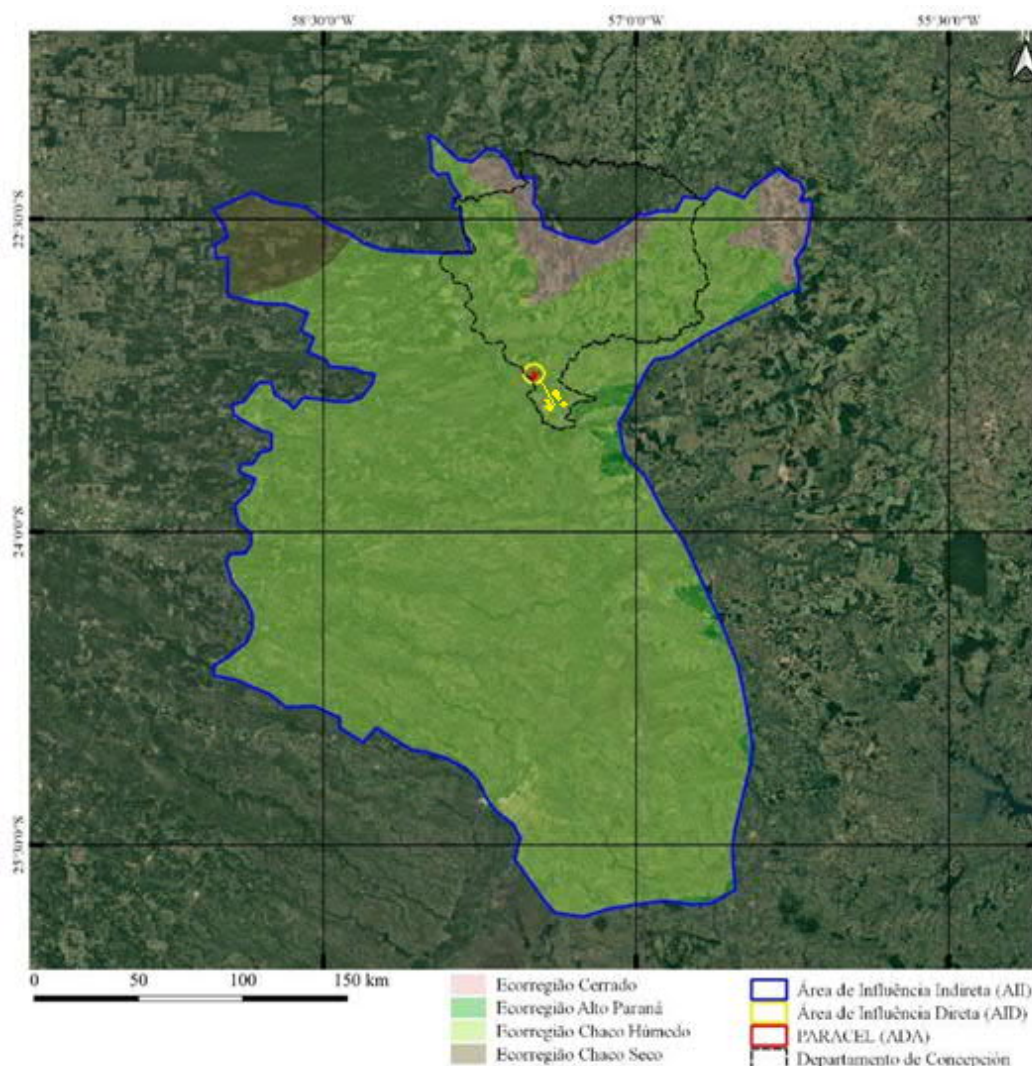 58°30'0"W 57°0'0"W 55°30'0"W
N
22°30'0"S
24°0'0"S
25°30'0"S
0 50 100 150 km
Ecorregião Cerrado
Ecorregião Alto Paraná
Ecorregião Chaco Húmedo
Ecorregião Chaco Seco
Área de Influência Indireta (AII)
Área de Influência Direta (AID)
PARACEL (ADA)
Departamento de Concepción